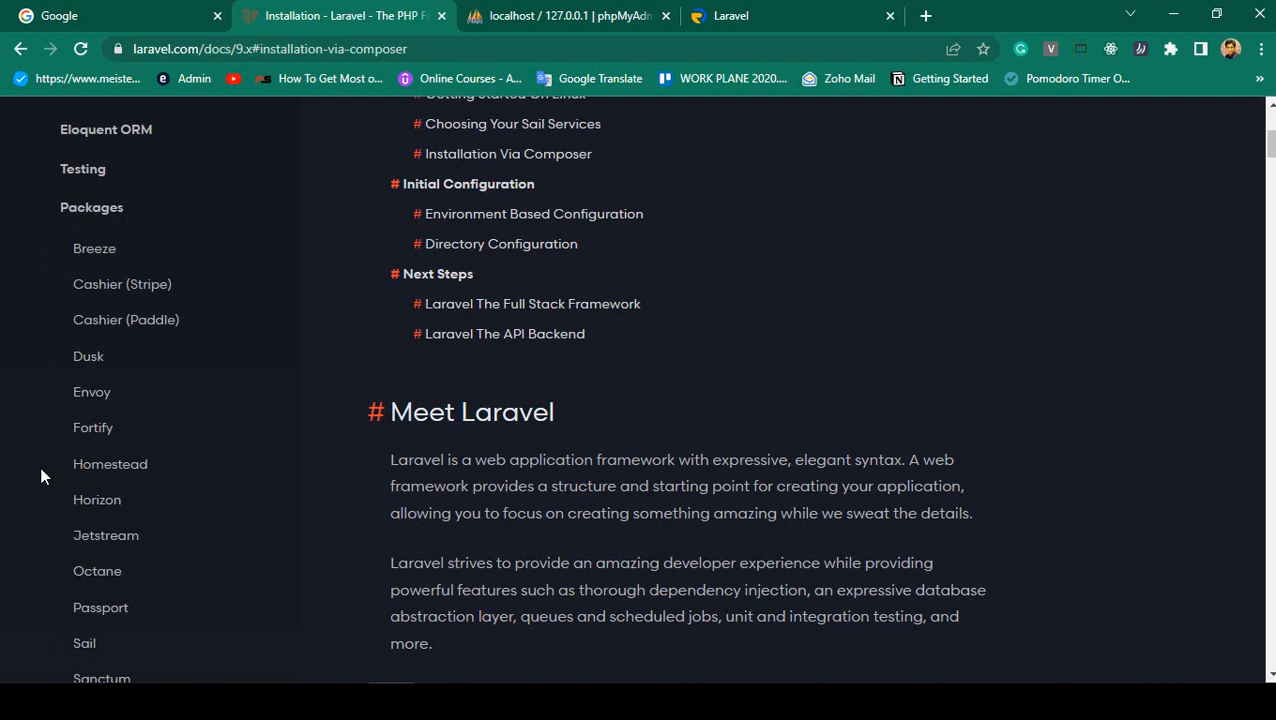 Google
Installation - Laravel - The PHP F
localhost / 127.0.0.1 | phpMyAdm
Laravel
laravel.com/docs/9.x#installation-via-composer
https://www.meiste...
Admin
How To Get Most o...
Online Courses - A...
Google Translate
WORK PLANE 2020....
Zoho Mail
Getting Started
Pomodoro Timer O...
»
Eloquent ORM
Testing
Packages
Breeze
Cashier (Stripe)
Cashier (Paddle)
Dusk
Envoy
Fortify
Homestead
Horizon
Jetstream
Octane
Passport
Sail
Sanctum
Getting Started On Linux
# Choosing Your Sail Services
# Installation Via Composer
# Initial Configuration
# Environment Based Configuration
# Directory Configuration
# Next Steps
# Laravel The Full Stack Framework
# Laravel The API Backend
# Meet Laravel
Laravel is a web application framework with expressive, elegant syntax. A web
framework provides a structure and starting point for creating your application,
allowing you to focus on creating something amazing while we sweat the details.
Laravel strives to provide an amazing developer experience while providing
powerful features such as thorough dependency injection, an expressive database
abstraction layer, queues and scheduled jobs, unit and integration testing, and
more.